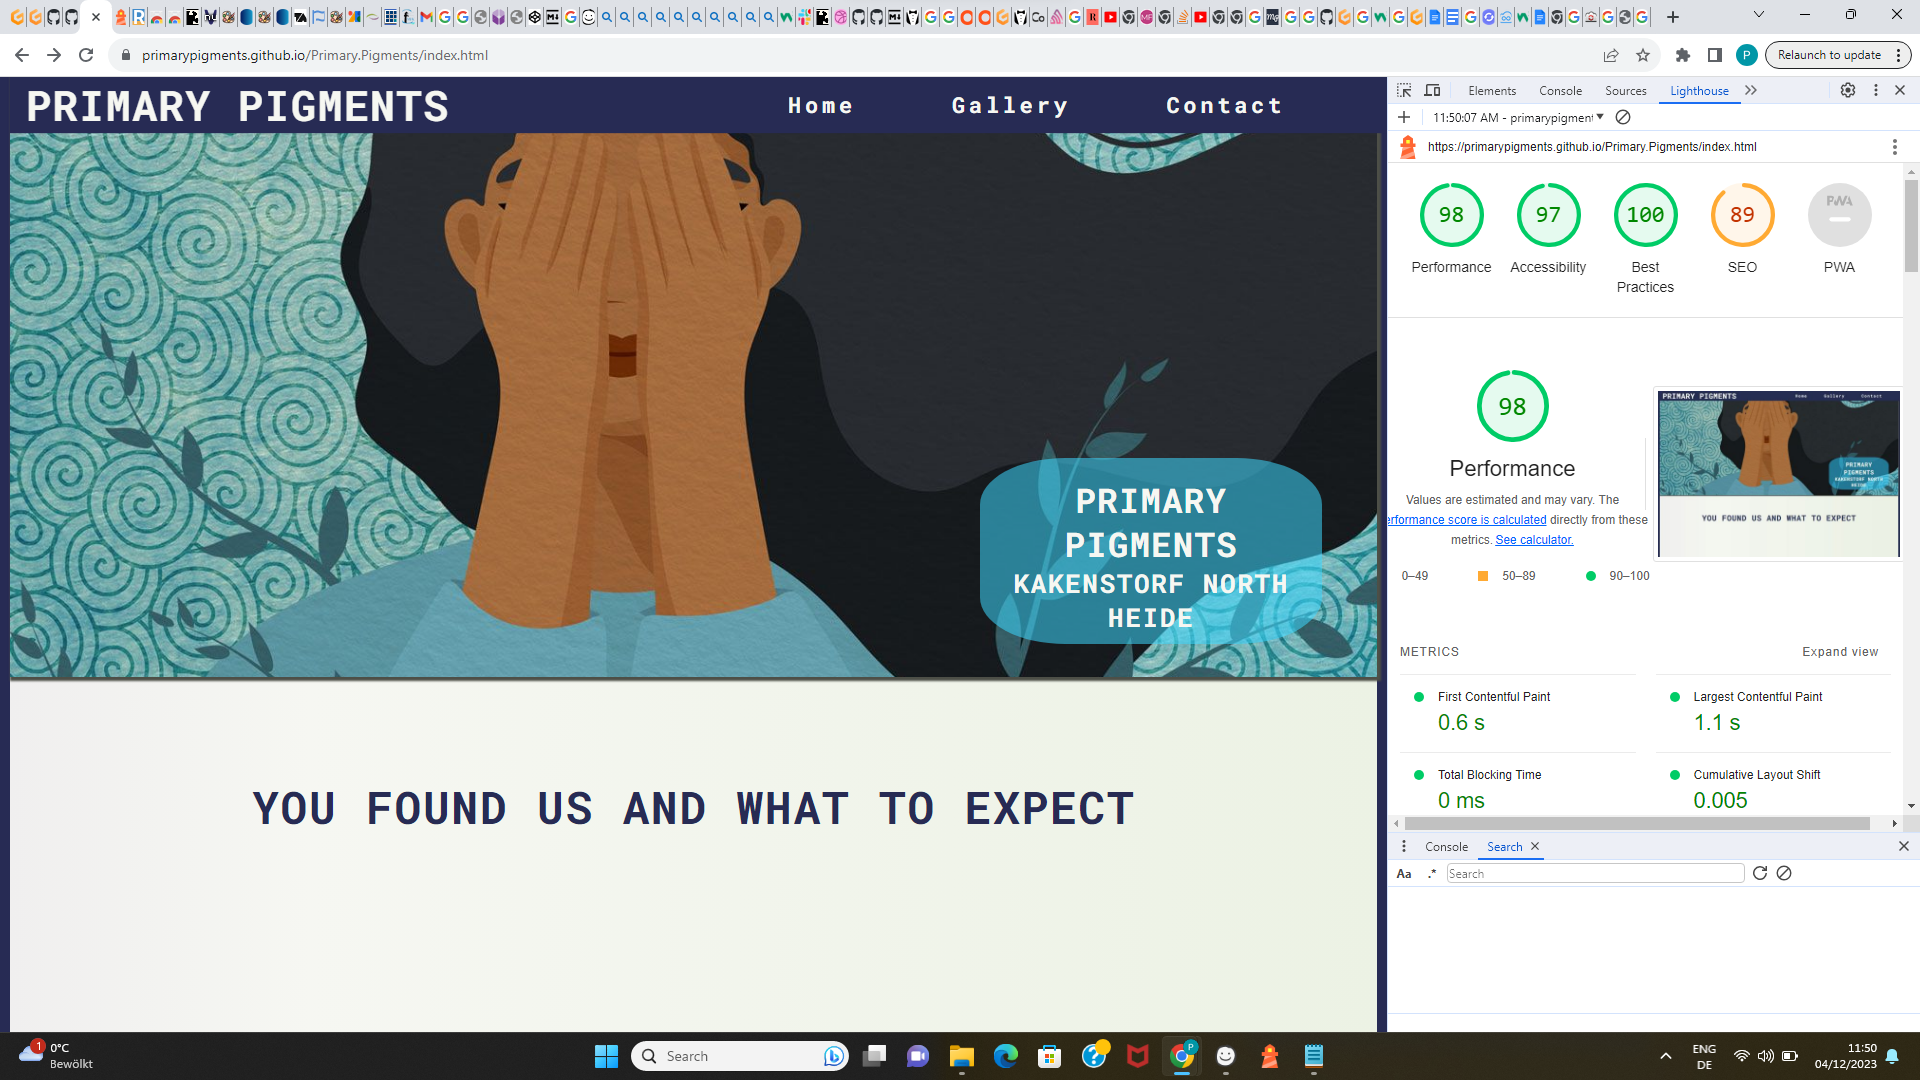 primarypigments.github.io/Primary.Pigments/index.html
P
Relaunch to update
PRIMARY PIGMENTS
Home
Gallery
Contact
PRIMARY
PIGMENTS
KAKENSTORF NORTH
HEIDE
YOU FOUND US AND WHAT TO EXPECT
Elements
Console
Sources
Lighthouse
11:50:07 AM - primarypigment
https://primarypigments.github.io/Primary.Pigments/index.html
98
97
100
89
PWA
Performance
Accessibility
Best
Practices
SEO
PWA
98
Performance
Values are estimated and may vary. The
erformance score is calculated directly from these
metrics. See calculator.
0–49
50–89
90–100
PRIMARY PIGMENTS
Home
Gallery
Contact
PRIMARY
PIGMENTS
KAKENSTORF NORTH
HEIDE
YOU FOUND US AND WHAT TO EXPECT
METRICS
Expand view
First Contentful Paint
0.6 s
Largest Contentful Paint
1.1 s
Total Blocking Time
0 ms
Cumulative Layout Shift
0.005
Console
Search
Aa
.*
Search
1
0°C
Bewölkt
Search
P
ENG
DE
11:50
04/12/2023